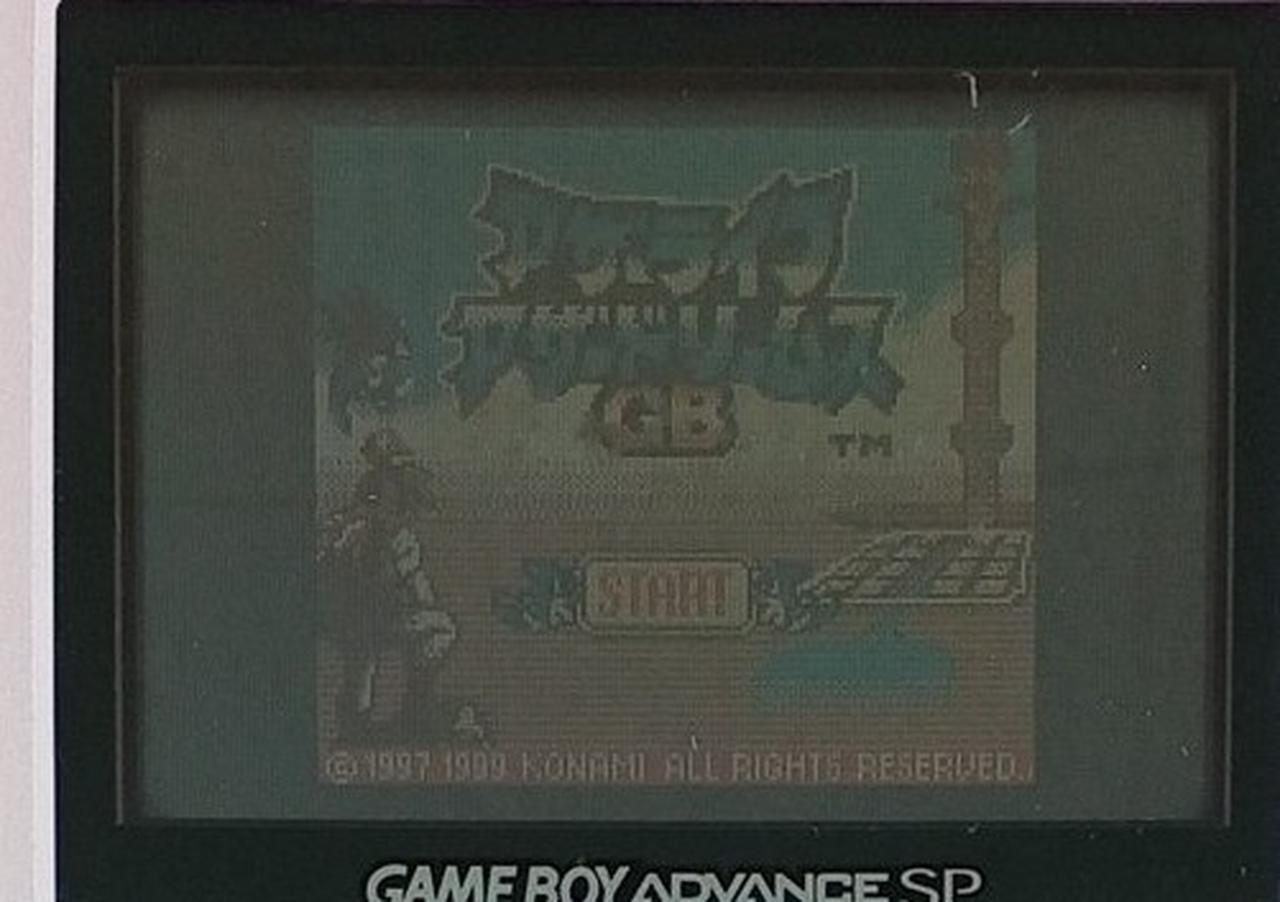 GB
TM
START
©1997 1999 KONAMI ALL RIGHTS RESERVED.
GAME BOY ADVANCE SP